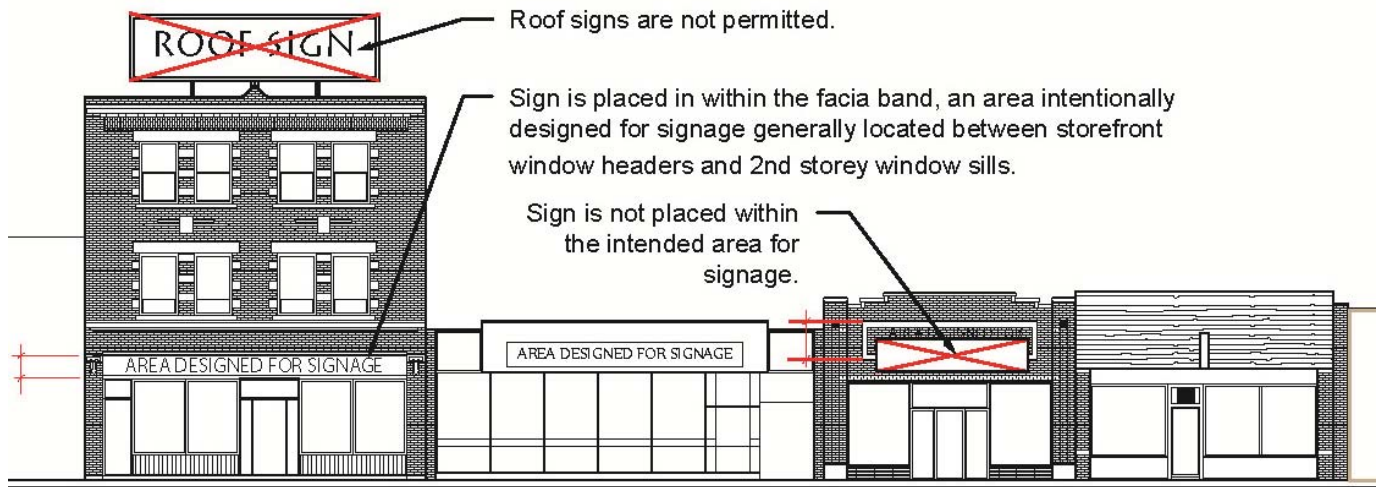 ROOF SIGN
Roof signs are not permitted.
Sign is placed in within the facia band, an area intentionally
designed for signage generally located between storefront
window headers and 2nd storey window sills.
Sign is not placed within
the intended area for
signage.
AREA DESIGNED FOR SIGNAGE
AREA DESIGNED FOR SIGNAGE